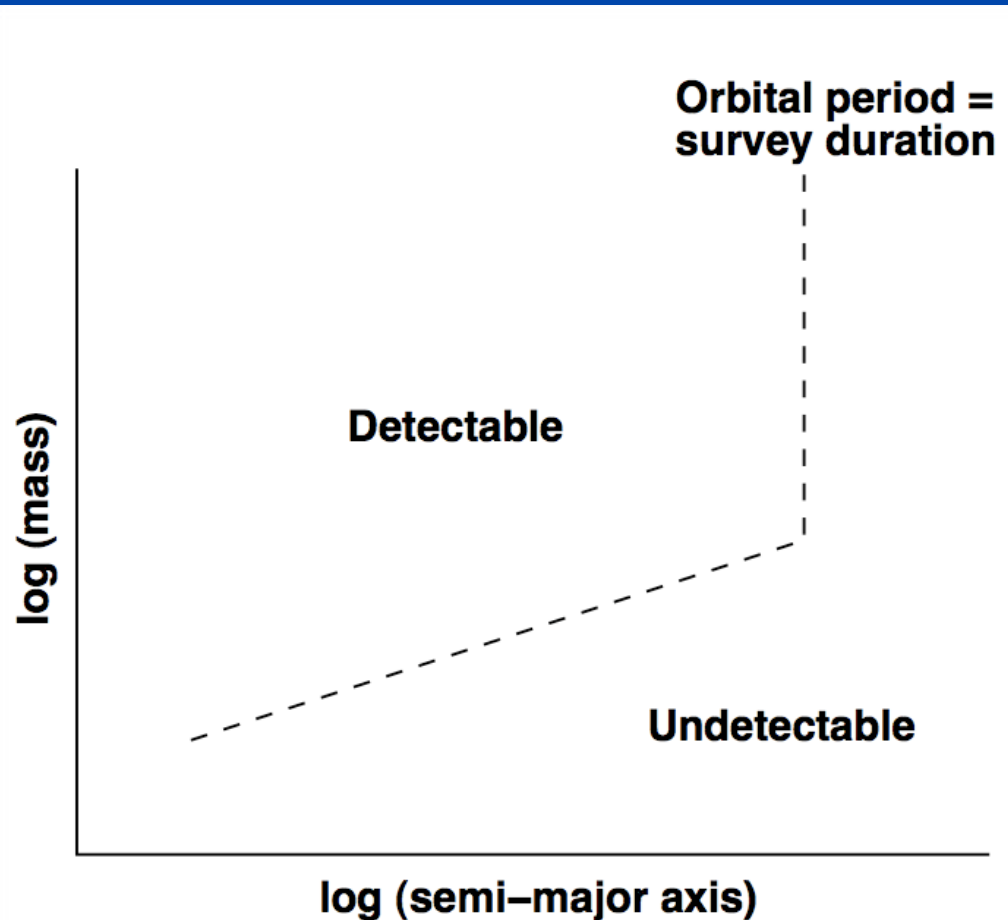 Orbital period =
survey duration
Detectable
log (mass)
Undetectable
log (semi–major axis)